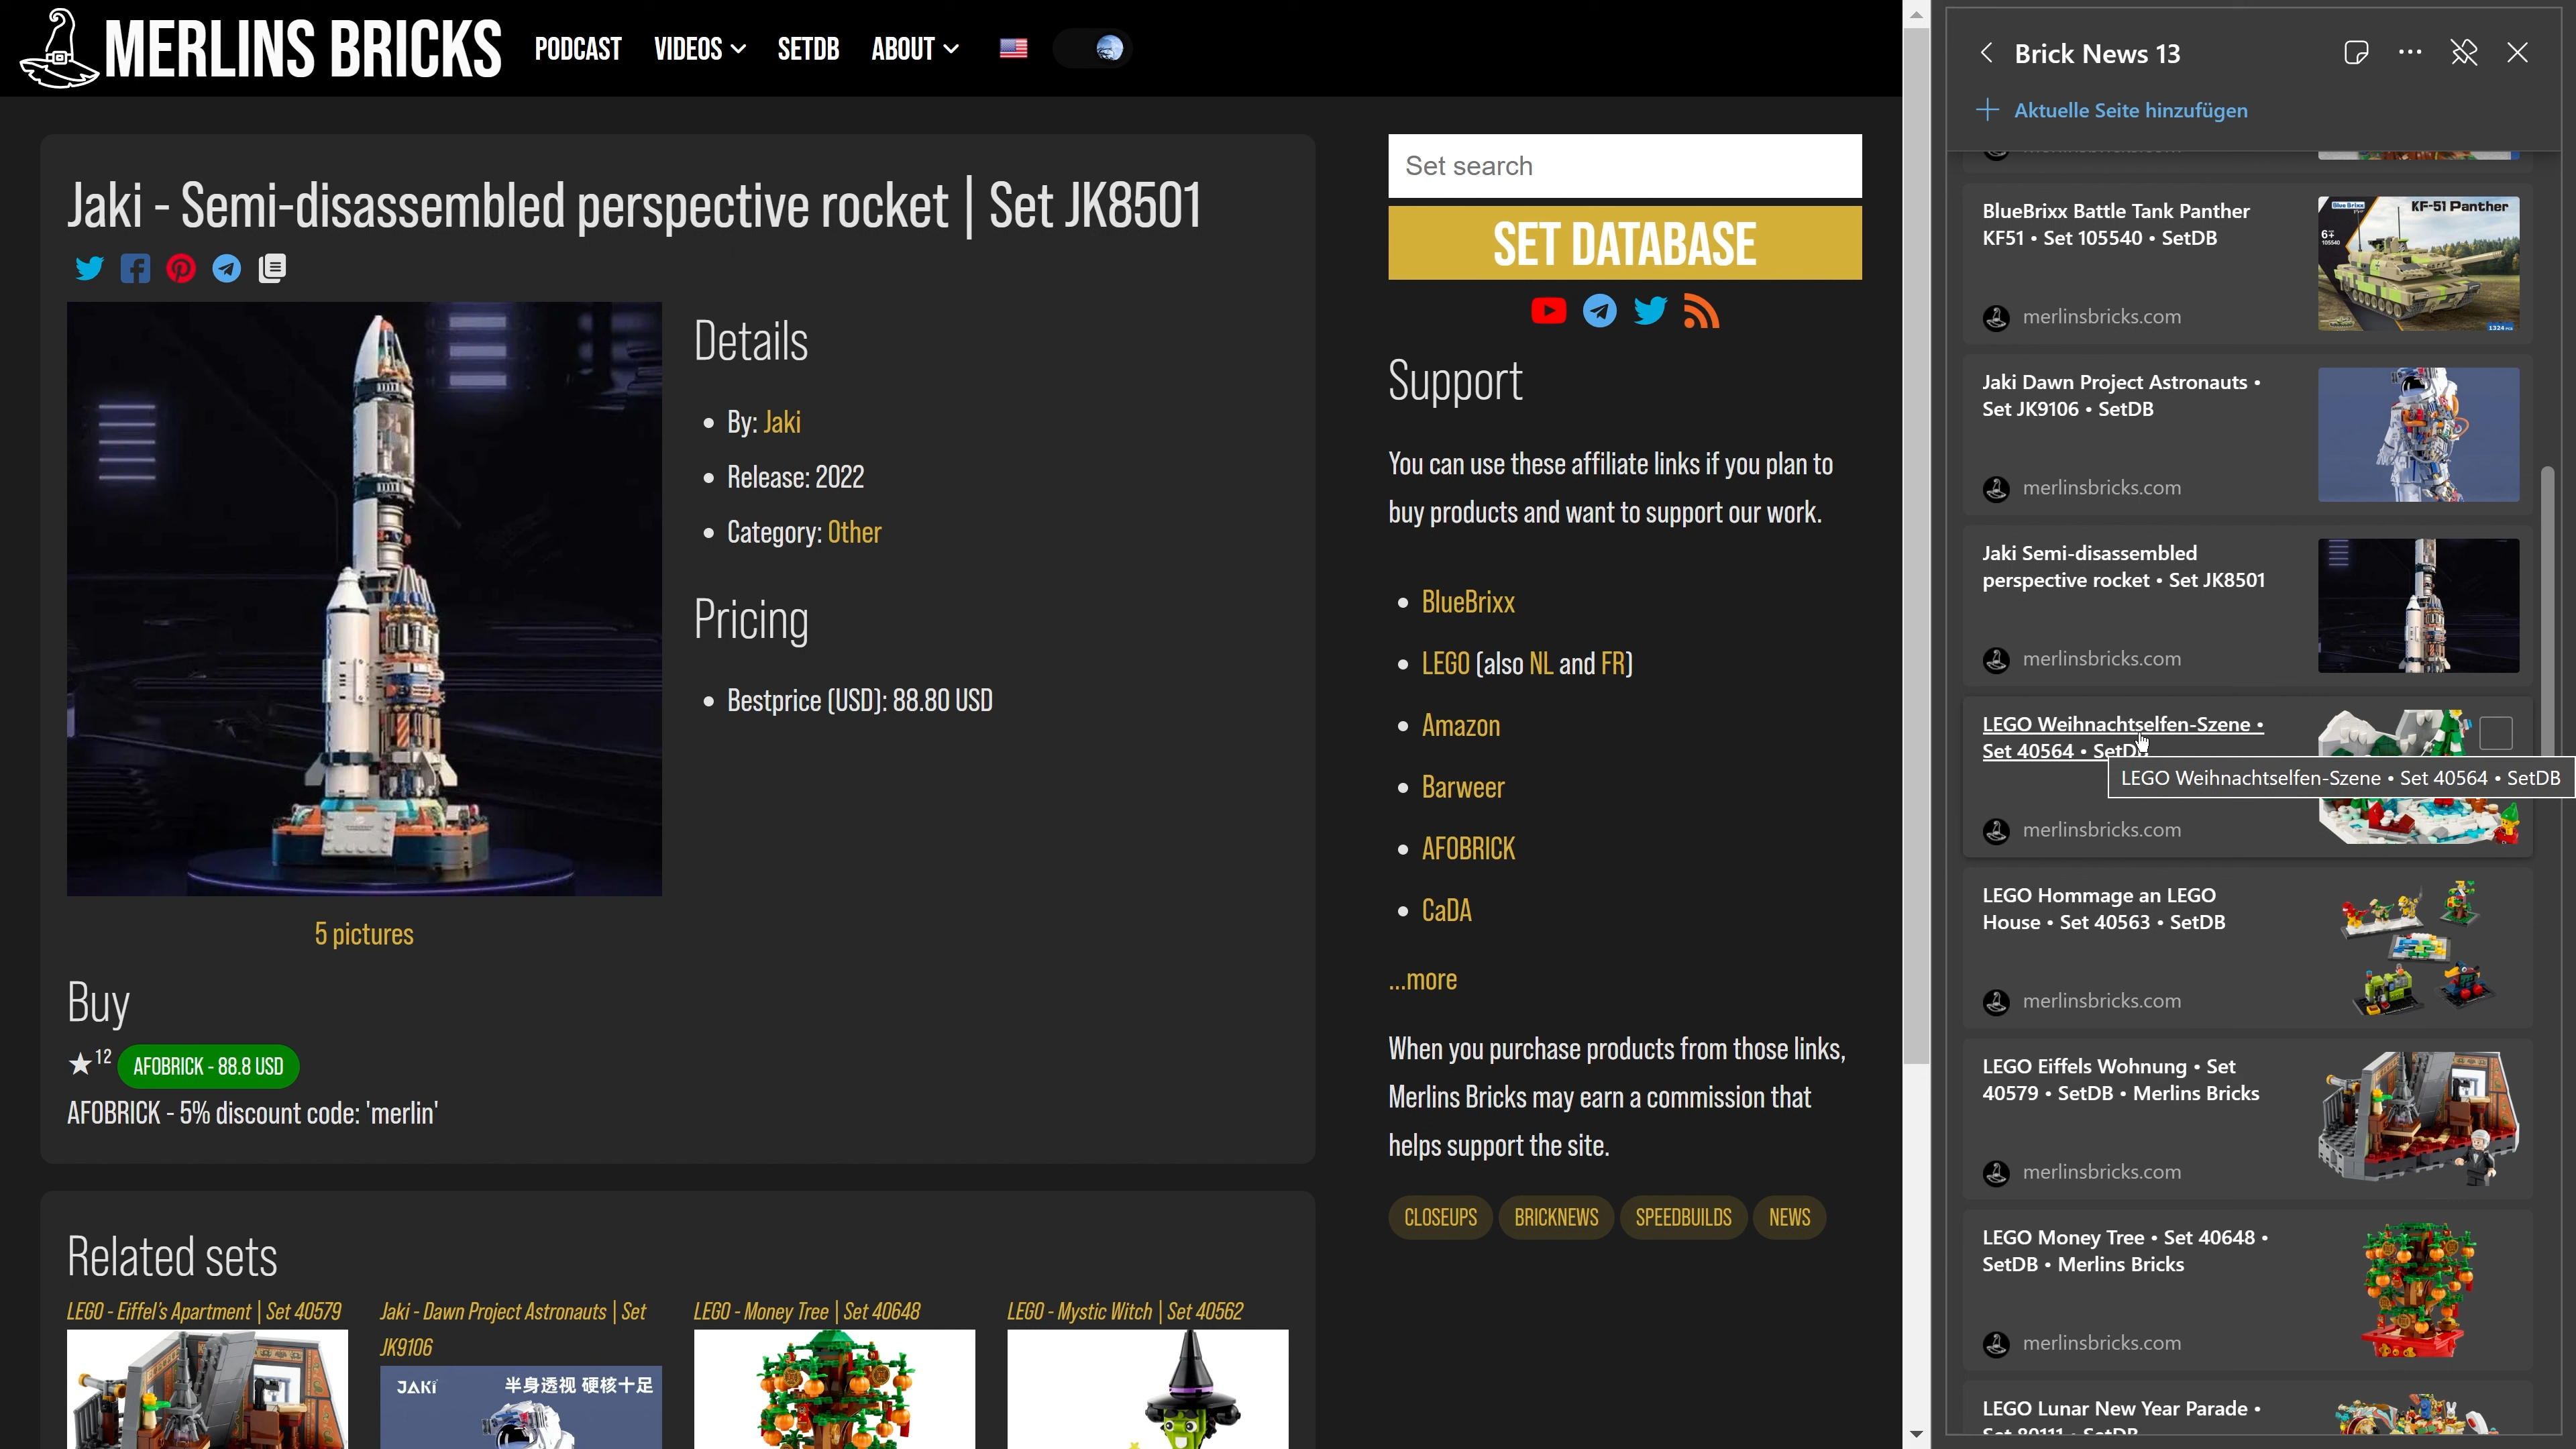 MERLINS BRICKS
PODCAST
VIDEOS
SETDB
ABOUT
Jaki - Semi-disassembled perspective rocket | Set JK8501
Details
By: Jaki
Release: 2022
Category: Other
Pricing
Bestprice (USD): 88.80 USD
5 pictures
Buy
★12 AFOBRICK - 88.8 USD
AFOBRICK - 5% discount code: 'merlin'
Related sets
LEGO - Eiffel's Apartment | Set 40579
Jaki - Dawn Project Astronauts | Set
JK9106
JAKI
半身透视 硬核十足
LEGO - Money Tree | Set 40648
LEGO - Mystic Witch | Set 40562
Set search
SET DATABASE
Support
You can use these affiliate links if you plan to
buy products and want to support our work.
BlueBrixx
LEGO (also NL and FR)
Amazon
Barweer
AFOBRICK
CaDA
...more
When you purchase products from those links,
Merlins Bricks may earn a commission that
helps support the site.
CLOSEUPS
BRICKNEWS
SPEEDBUILDS
NEWS
Brick News 13
Aktuelle Seite hinzufügen
BlueBrixx Battle Tank Panther
KF51 • Set 105540 • SetDB
merlinsbricks.com
Blue Brixx
KF-51 Panther
6+
105540
1324
Jaki Dawn Project Astronauts •
Set JK9106 • SetDB
merlinsbricks.com
Jaki Semi-disassembled
perspective rocket • Set JK8501
merlinsbricks.com
LEGO Weihnachtselfen-Szene •
Set 40564 • SetDB
LEGO Weihnachtselfen-Szene • Set 40564 • SetDB
merlinsbricks.com
LEGO Hommage an LEGO
House • Set 40563 • SetDB
merlinsbricks.com
LEGO Eiffels Wohnung • Set
40579 • SetDB • Merlins Bricks
merlinsbricks.com
LEGO Money Tree • Set 40648 •
SetDB • Merlins Bricks
merlinsbricks.com
LEGO Lunar New Year Parade •
Set 80111 • SetDB